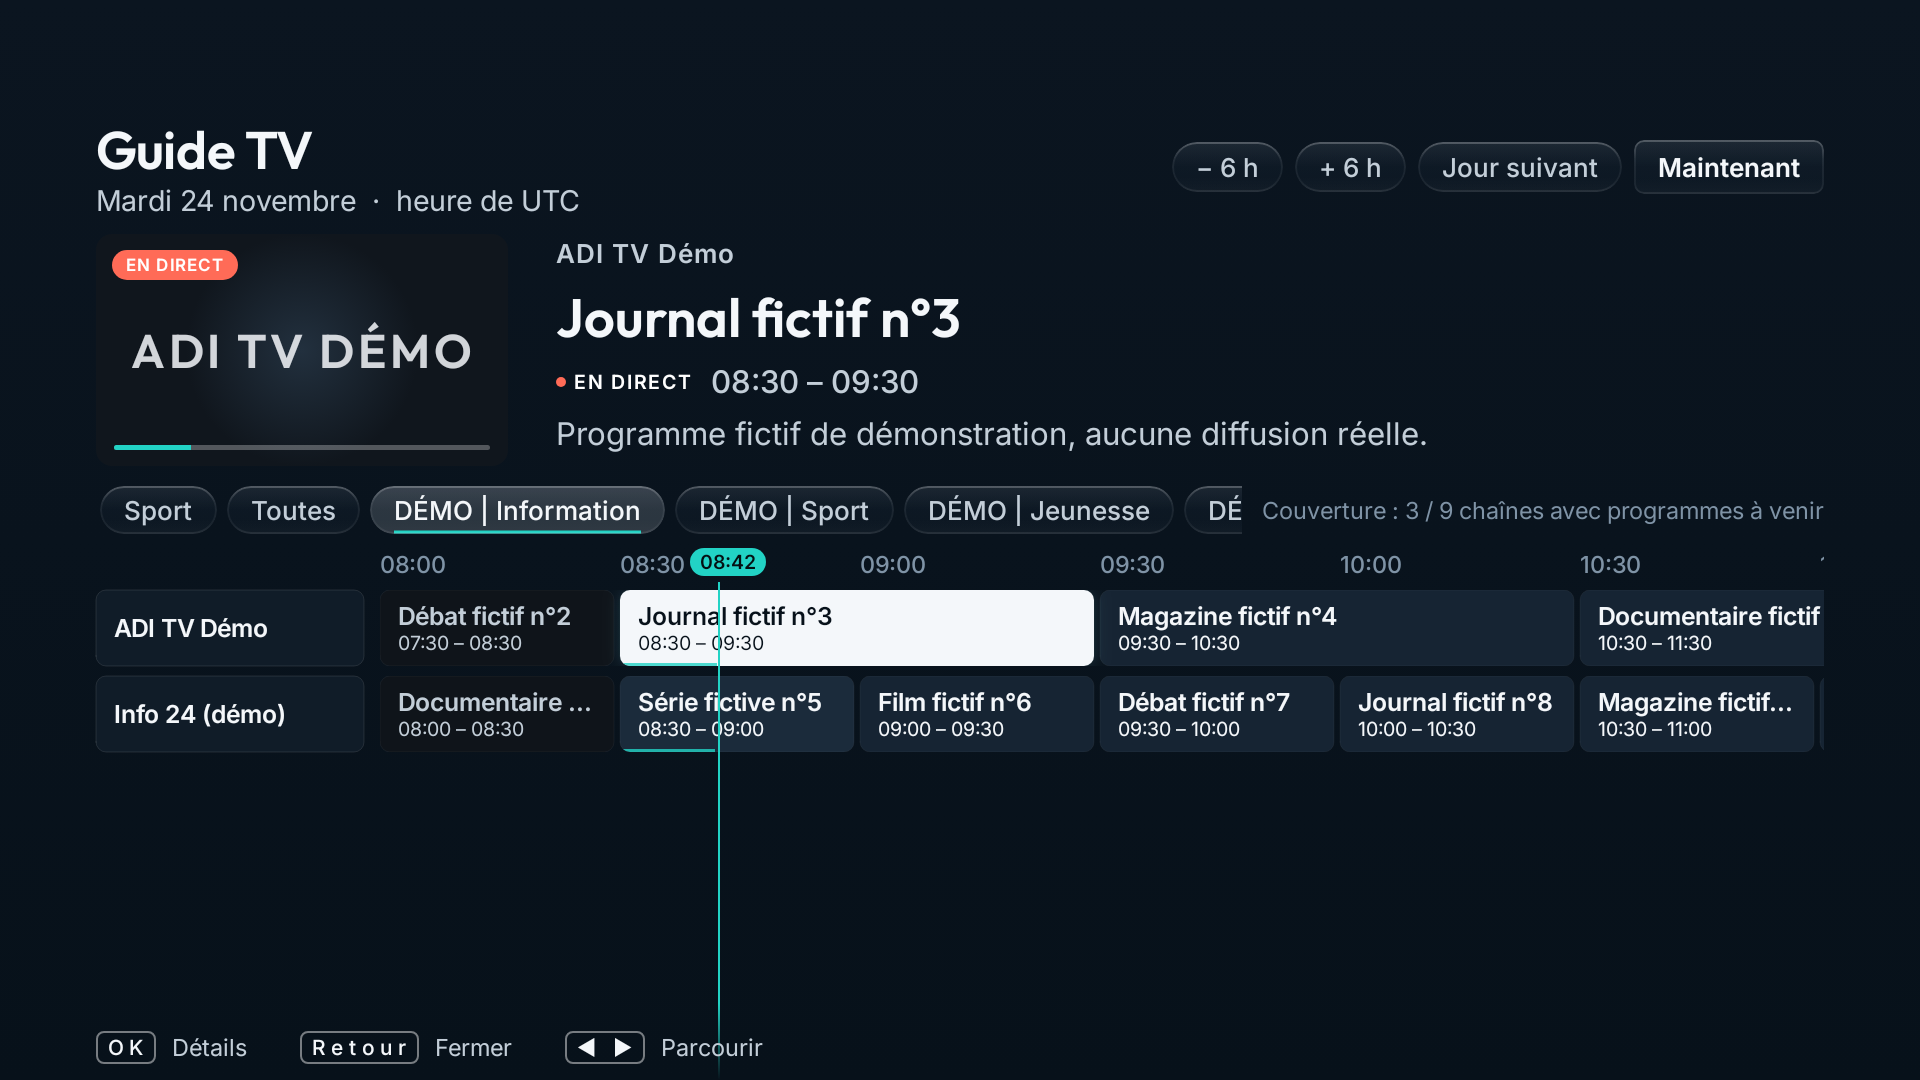 Guide TV
Mardi 24 novembre · heure de UTC
− 6 h
+ 6 h
Jour suivant
Maintenant
EN DIRECT
ADI TV DÉMO
ADI TV Démo
Journal fictif n°3
EN DIRECT 08:30 – 09:30
Programme fictif de démonstration, aucune diffusion réelle.
Sport
Toutes
DÉMO | Information
DÉMO | Sport
DÉMO | Jeunesse
DÉ
Couverture : 3 / 9 chaînes avec programmes à venir
08:00
08:30
08:42
09:00
09:30
10:00
10:30
ADI TV Démo
Débat fictif n°2
07:30 – 08:30
Journal fictif n°3
08:30 – 09:30
Magazine fictif n°4
09:30 – 10:30
Documentaire fictif
10:30 – 11:30
Info 24 (démo)
Documentaire …
08:00 – 08:30
Série fictive n°5
08:30 – 09:00
Film fictif n°6
09:00 – 09:30
Débat fictif n°7
09:30 – 10:00
Journal fictif n°8
10:00 – 10:30
Magazine fictif…
10:30 – 11:00
OK Détails
Retour Fermer
◀ ▶ Parcourir